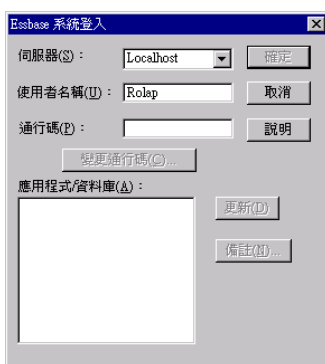 Essbase 系統登入
伺服器(S)： Localhost 確定
使用者名稱(U)： Rolap 取消
通行碼(P)： 說明
變更通行碼(C)...
應用程式/資料庫(A)：
更新(D)
備註(N)...